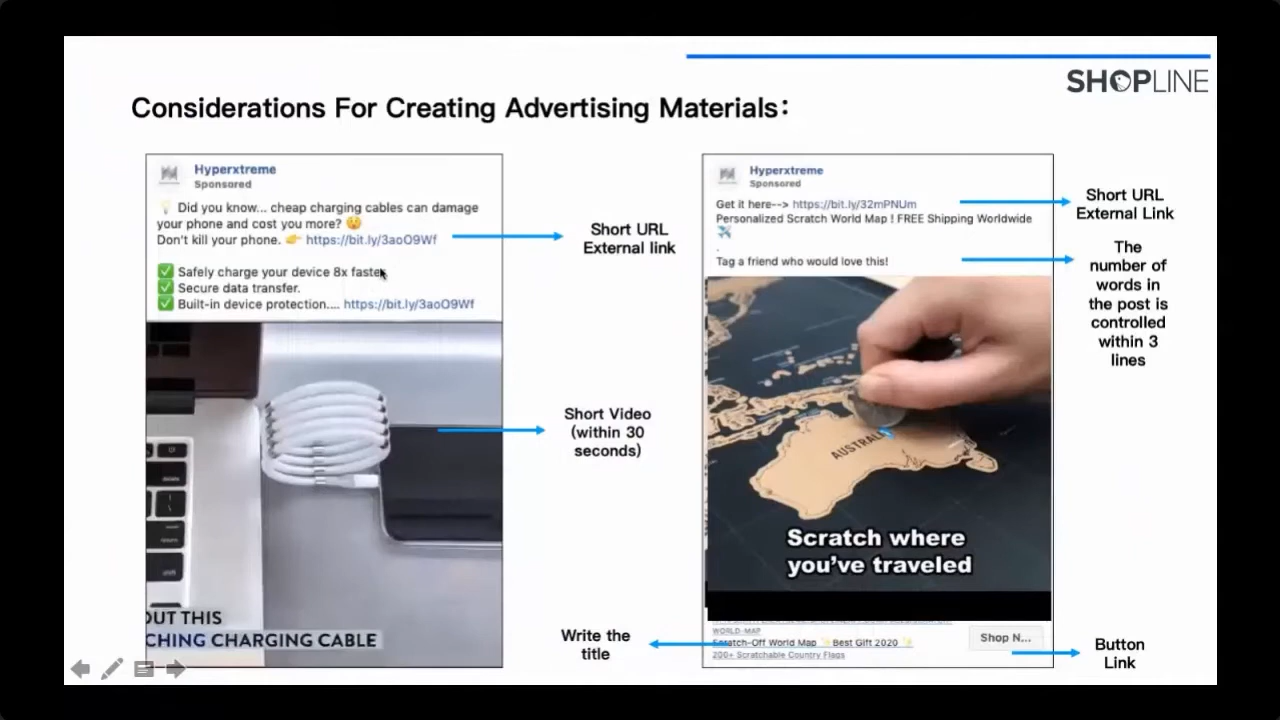 SHOPLINE
Considerations For Creating Advertising Materials:
Hyperxtreme
Sponsored
Did you know... cheap charging cables can damage
your phone and cost you more?
Don't kill your phone. 👉 https://bit.ly/3aoO9Wf
✅ Safely charge your device 8x faster
✅ Secure data transfer.
✅ Built-in device protection.... https://bit.ly/3aoO9Wf
delete
return
shift
OUT THIS
CHING CHARGING CABLE
Short URL
External link
Short Video
(within 30
seconds)
Write the
title
Hyperxtreme
Sponsored
Get it here--> https://bit.ly/32mPNUm
Personalized Scratch World Map ! FREE Shipping Worldwide
✈️
.
Tag a friend who would love this!
AUSTRAL
Scratch where
you've traveled
WORLD-MAP
Scratch-Off World Map ✨Best Gift 2020 ✨
200+ Scratchable Country Flags
Shop N...
Short URL
External Link
The
number of
words in
the post is
controlled
within 3
lines
Button
Link